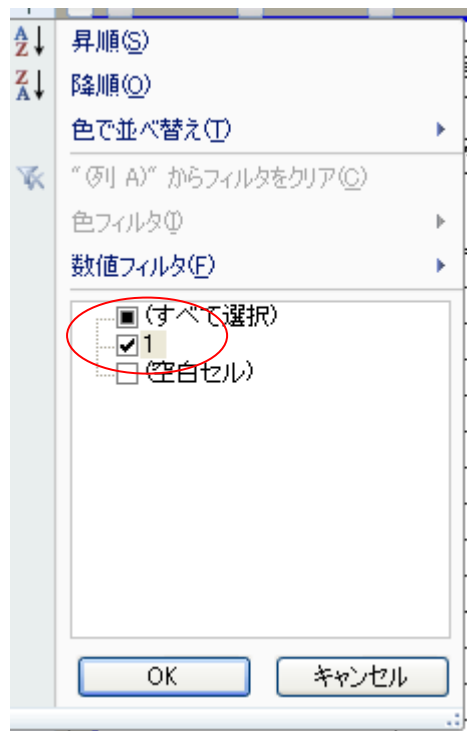 昇順(S)
降順(O)
色で並べ替え(T)
"(列 A)" からフィルタをクリア(C)
色フィルタ(I)
数値フィルタ(F)
(すべて選択)
1
(空白セル)
OK
キャンセル